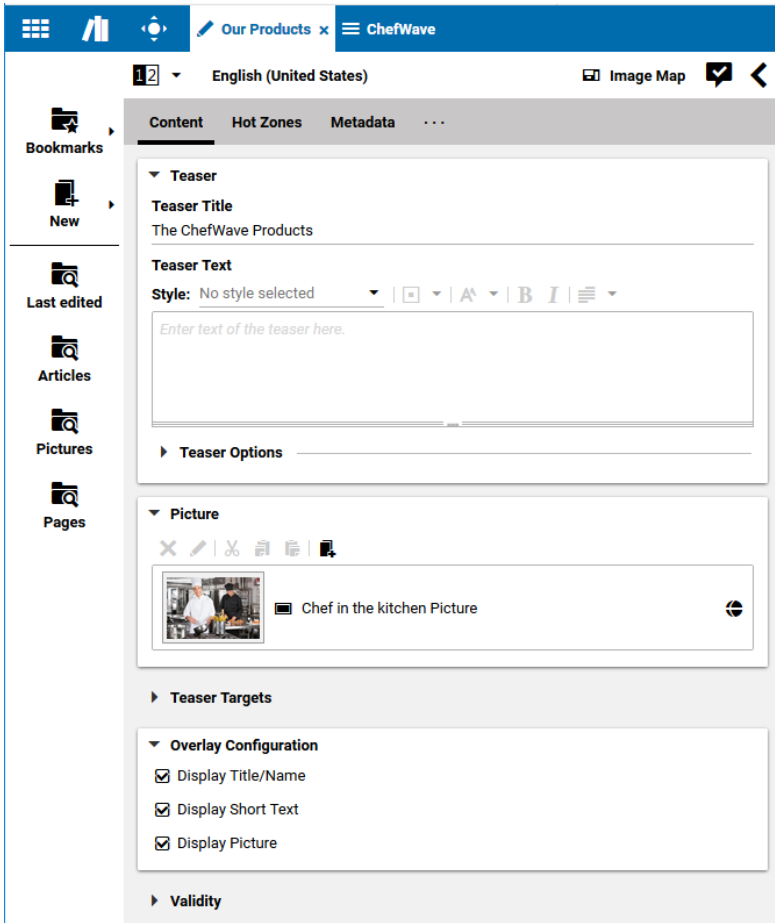 Our Products x ChefWave
12 English (United States) Image Map
Content Hot Zones Metadata ...
Bookmarks
New
Last edited
Articles
Pictures
Pages
Teaser
Teaser Title
The ChefWave Products
Teaser Text
Style: No style selected A^ B I
Enter text of the teaser here.
Teaser Options
Picture
Chef in the kitchen Picture
Teaser Targets
Overlay Configuration
Display Title/Name
Display Short Text
Display Picture
Validity